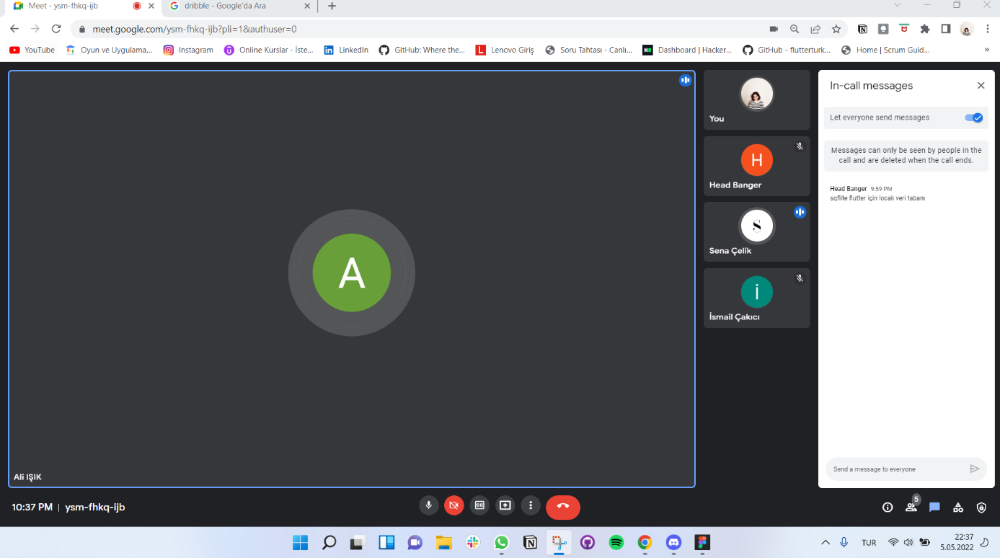 Meet - ysm-fhkq-ijb
dribble - Google'da Ara
meet.google.com/ysm-fhkq-ijb?pli=1&authuser=0
YouTube
Oyun ve Uygulama...
Instagram
Online Kurslar - İste...
LinkedIn
GitHub: Where the...
Lenovo Giriş
Soru Tahtası - Canlı...
Dashboard | Hacker...
GitHub - flutterturk...
Home | Scrum Guid...
»
A
Ali IŞIK
You
H
Head Banger
S
Sena Çelik
İ
İsmail Çakıcı
In-call messages
Let everyone send messages
Messages can only be seen by people in the
call and are deleted when the call ends.
Head Banger 9:59 PM
sqflite flutter için locak veri tabanı
Send a message to everyone
10:37 PM | ysm-fhkq-ijb
CC
5
TUR
22:37
5.05.2022